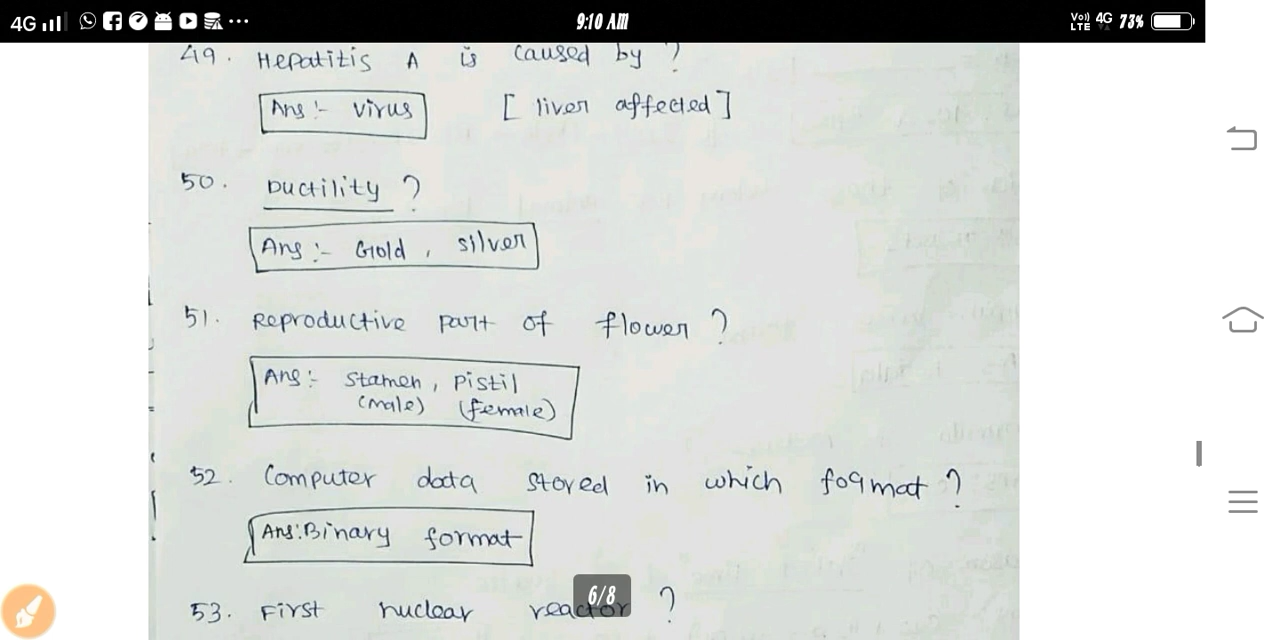 4G 9:10 AM Vo)) LTE 4G 73%
49. Hepatitis A is caused by ?
Ans :- virus [ liver affected ]
50. Ductility ?
Ans :- Gold , silver
51. Reproductive part of flower ?
Ans :- stamen , Pistil
(male) (female)
52. Computer data stored in which format ?
Ans: Binary format
53. First nuclear reactor ?
6/8